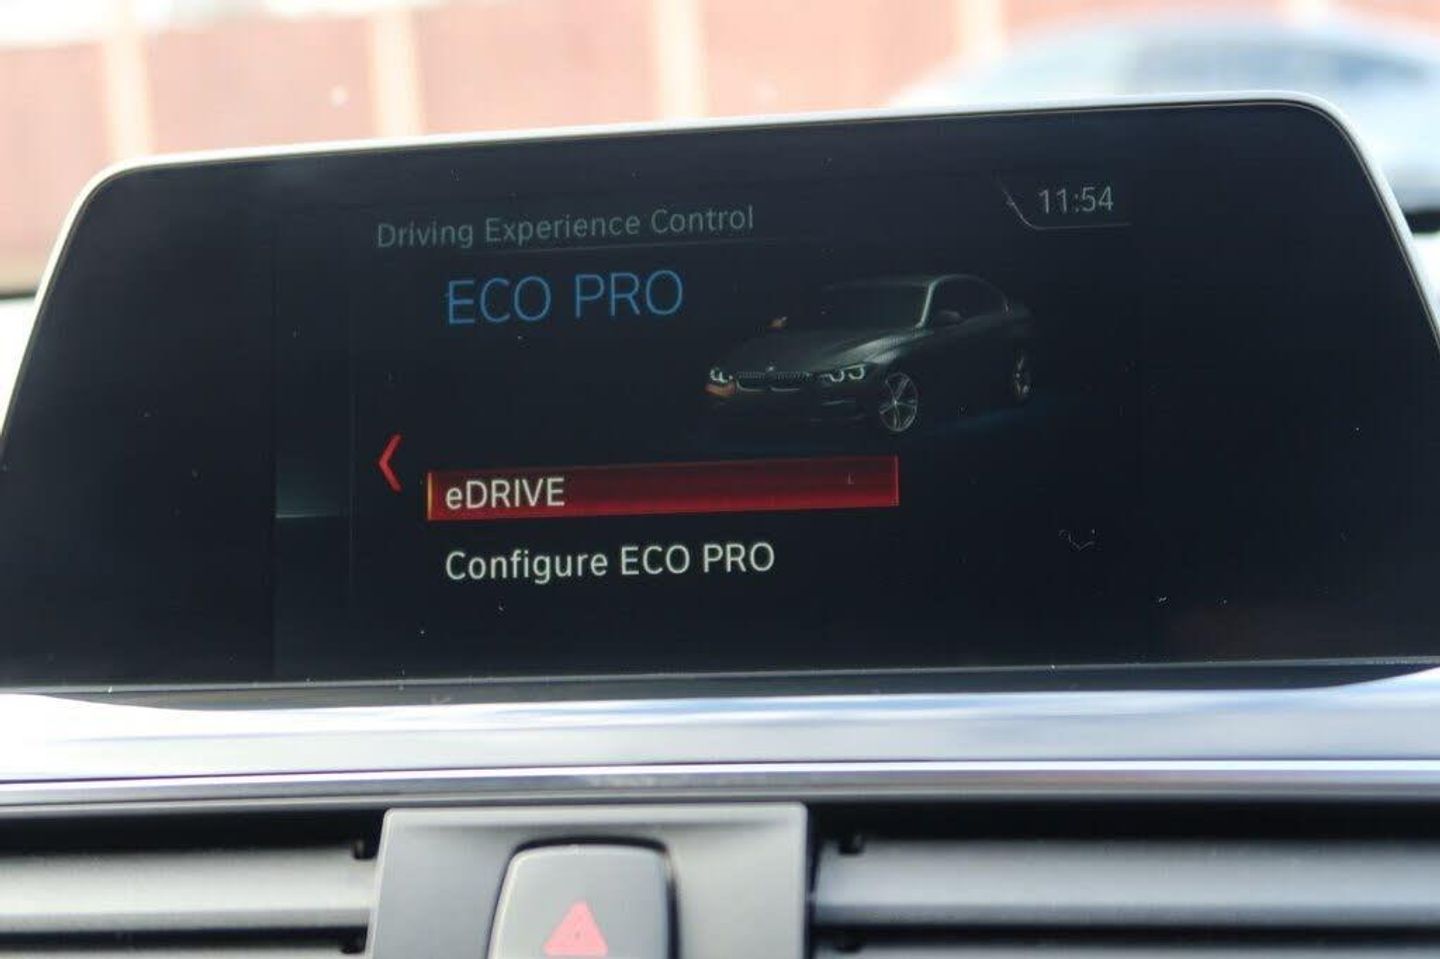 Driving Experience Control
11:54
ECO PRO
eDRIVE
Configure ECO PRO